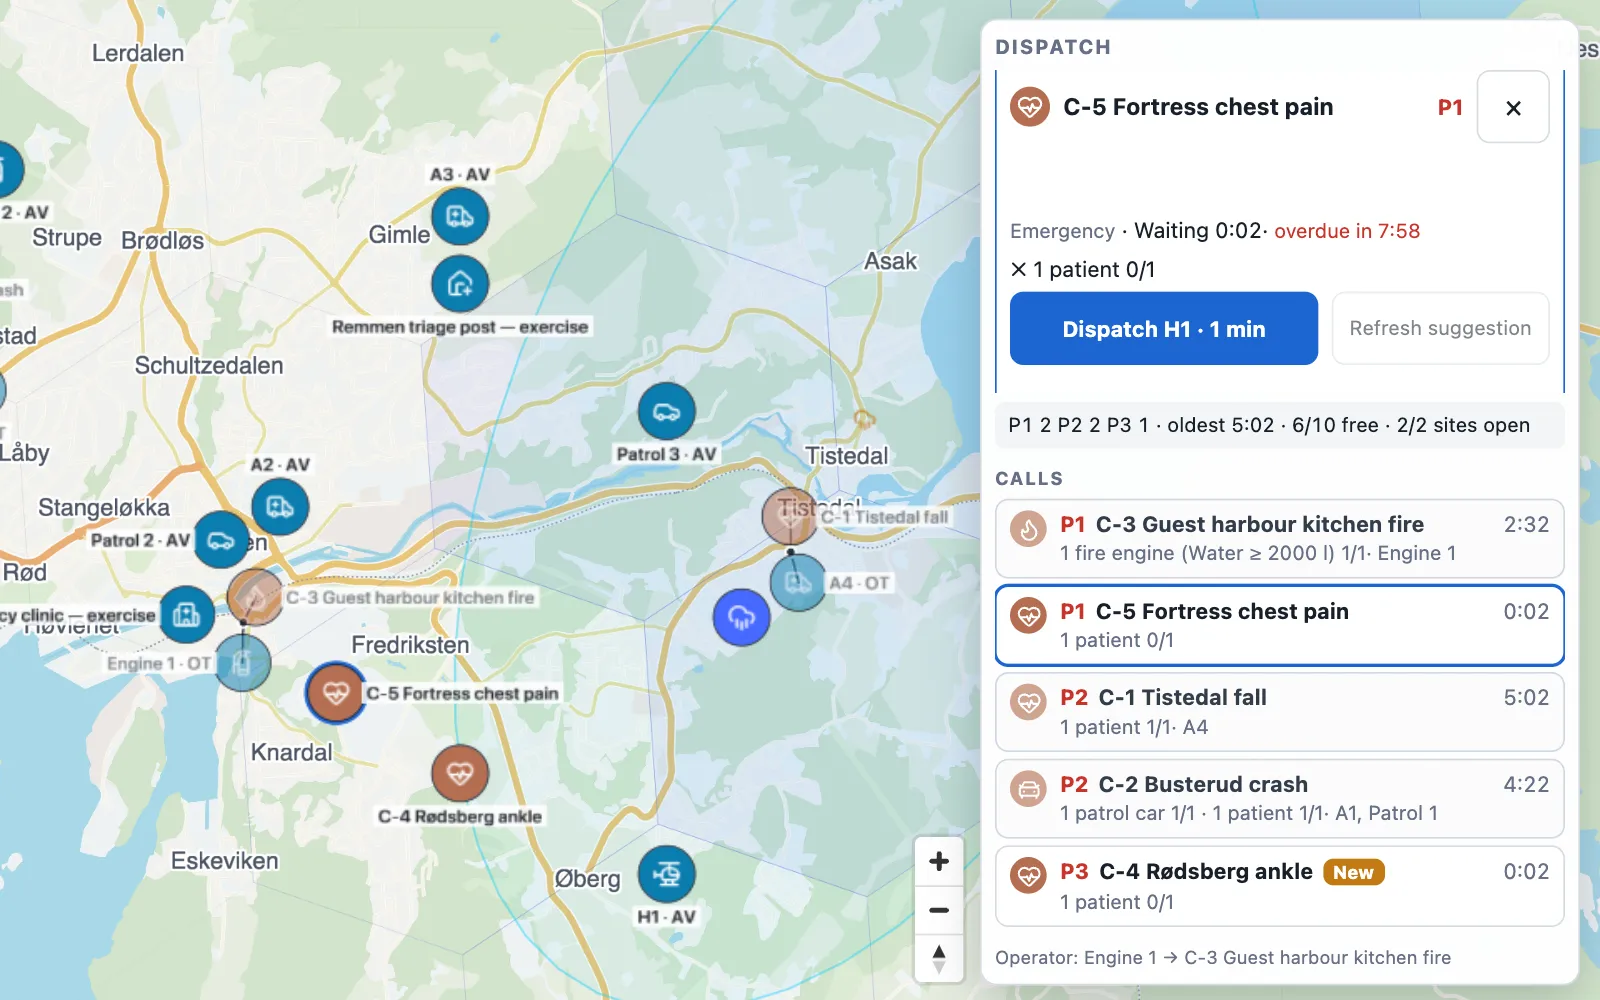 Lerdalen
A3 · AV
2 · AV
Strupe
Brødløs
Gimle
Asak
Remmen triage post — exercise
Schultzedalen
Låby
Patrol 3 · AV
Tistedal
A2 · AV
Stangeløkka
C-1 Tistedal fall
Patrol 2 · AV
Rød
A4 · OT
C-3 Guest harbour kitchen fire
cy clinic — exercise
Fredriksten
Engine 1 · OT
C-5 Fortress chest pain
Knardal
C-4 Rødsberg ankle
Eskeviken
Øberg
H1 · AV
DISPATCH
C-5 Fortress chest pain
P1
Emergency · Waiting 0:02· overdue in 7:58
× 1 patient 0/1
Dispatch H1 · 1 min
Refresh suggestion
P1 2 P2 2 P3 1 · oldest 5:02 · 6/10 free · 2/2 sites open
CALLS
P1 C-3 Guest harbour kitchen fire 2:32
1 fire engine (Water ≥ 2000 l) 1/1· Engine 1
P1 C-5 Fortress chest pain 0:02
1 patient 0/1
P2 C-1 Tistedal fall 5:02
1 patient 1/1· A4
P2 C-2 Busterud crash 4:22
1 patrol car 1/1 · 1 patient 1/1· A1, Patrol 1
P3 C-4 Rødsberg ankle New 0:02
1 patient 0/1
Operator: Engine 1 → C-3 Guest harbour kitchen fire